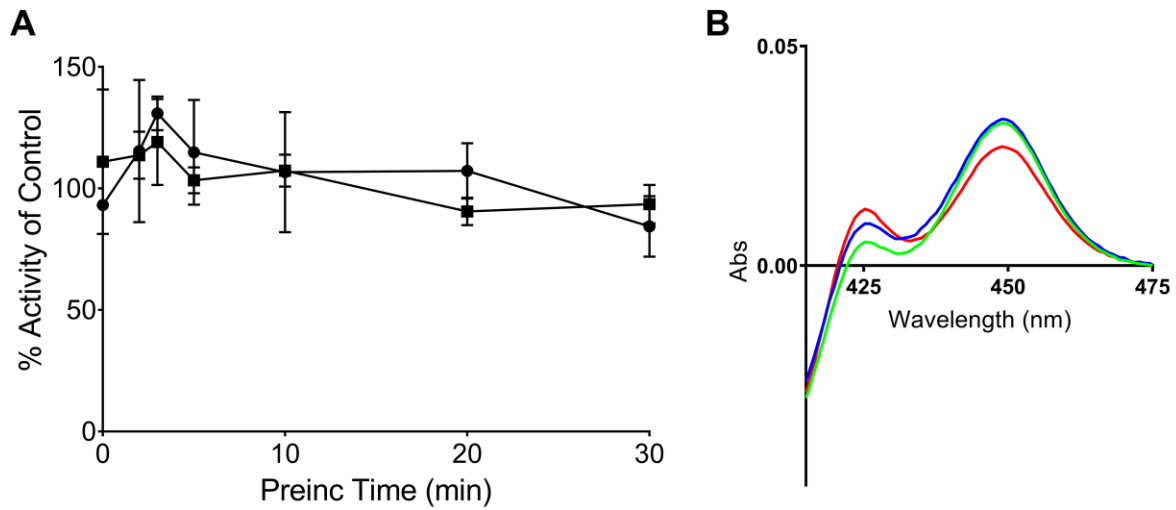 A
150
100
50
0
% Activity of Control
0 10 20 30
Preinc Time (min)
B
0.05
0.00
Abs
425 450 475
Wavelength (nm)